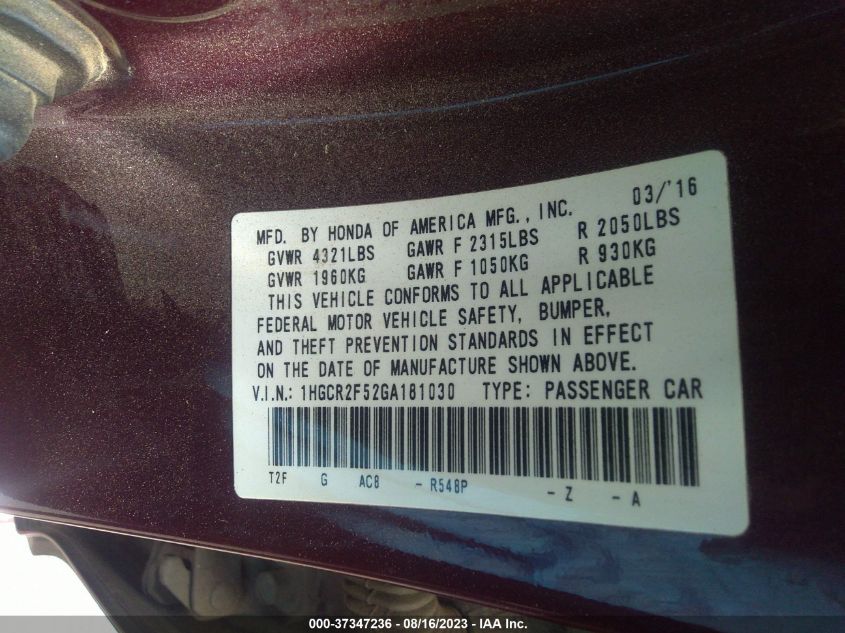 03/'16
MFD. BY HONDA OF AMERICA MFG., INC.
GVWR 4321LBS GAWR F 2315LBS R 2050LBS
GVWR 1960KG GAWR F 1050KG R 930KG
THIS VEHICLE CONFORMS TO ALL APPLICABLE
FEDERAL MOTOR VEHICLE SAFETY, BUMPER,
AND THEFT PREVENTION STANDARDS IN EFFECT
ON THE DATE OF MANUFACTURE SHOWN ABOVE.
V.I.N.: 1HGCR2F52GA181030 TYPE: PASSENGER CAR
T2F G AC8 - R548P - Z - A
000-37347236 - 08/16/2023 - IAA Inc.